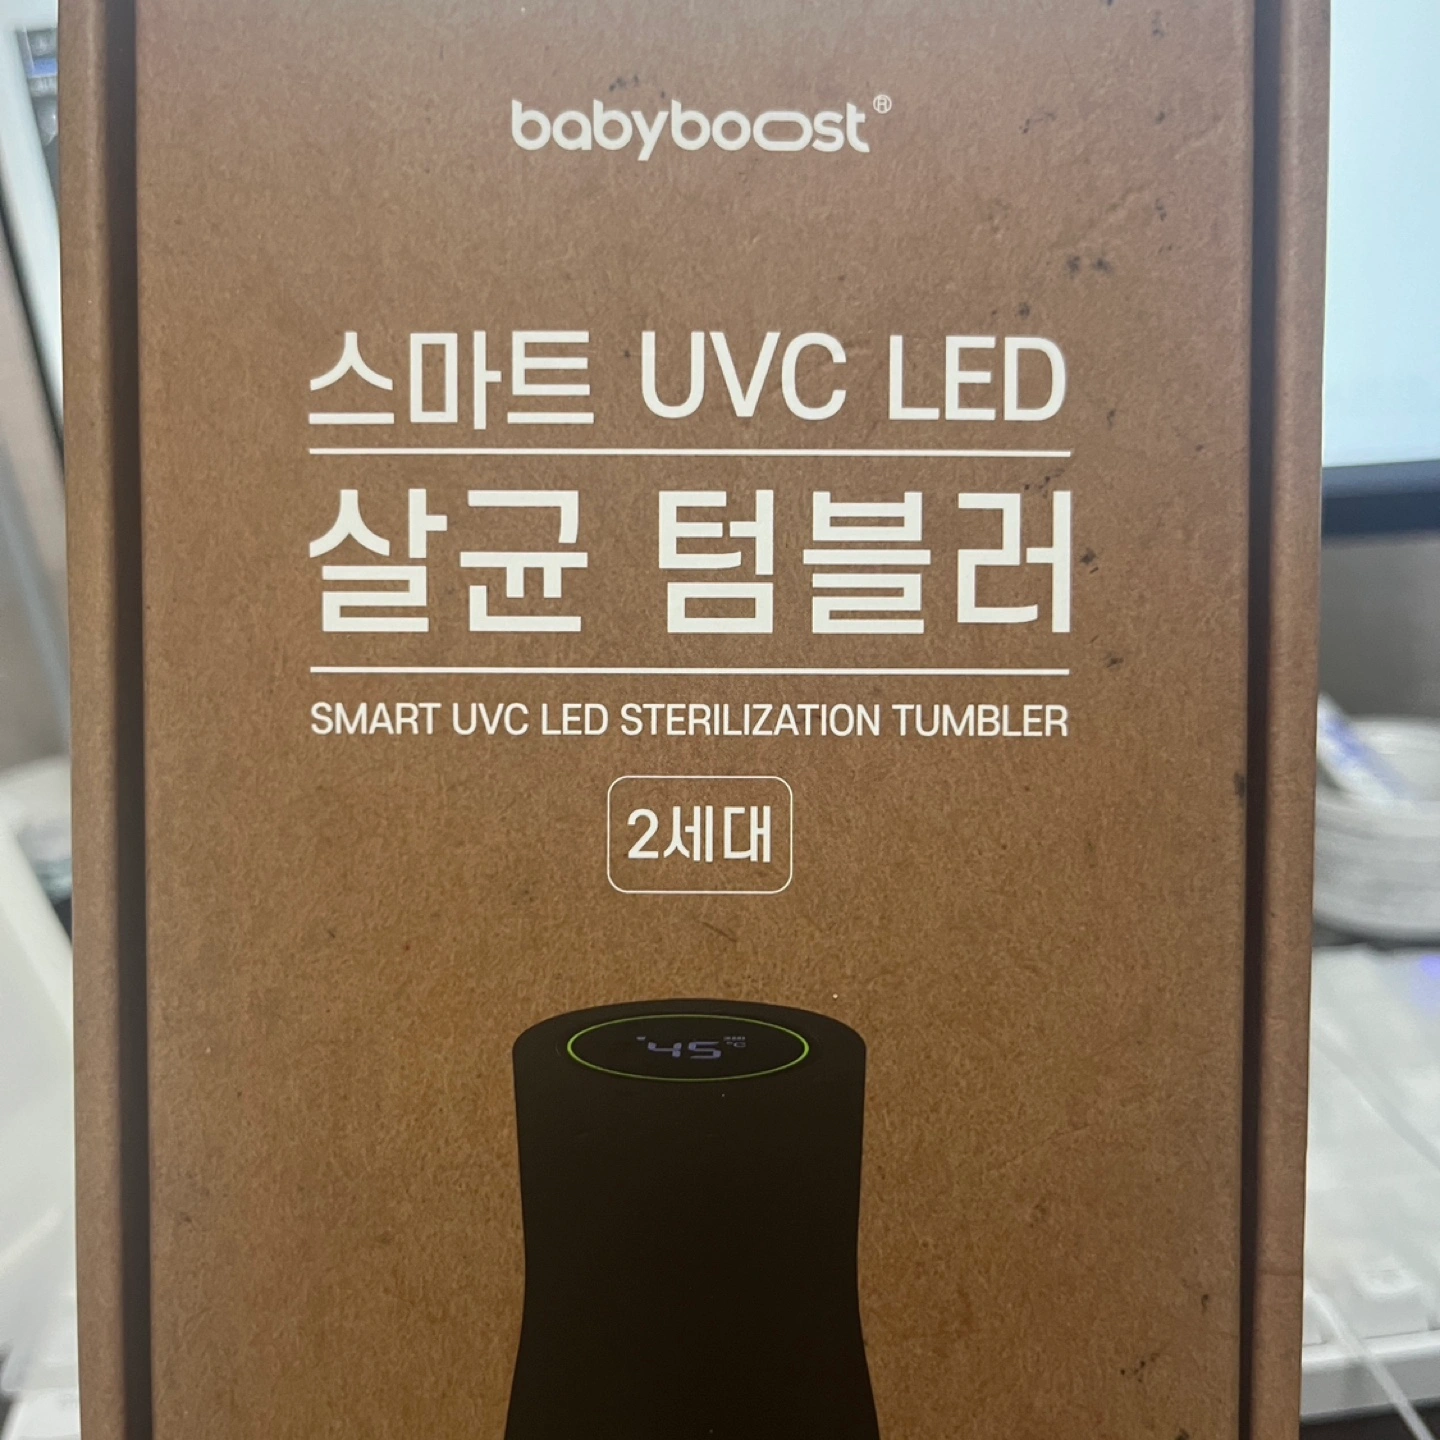 babyboost®
스마트 UVC LED
살균 텀블러
SMART UVC LED STERILIZATION TUMBLER
2세대
45 °C